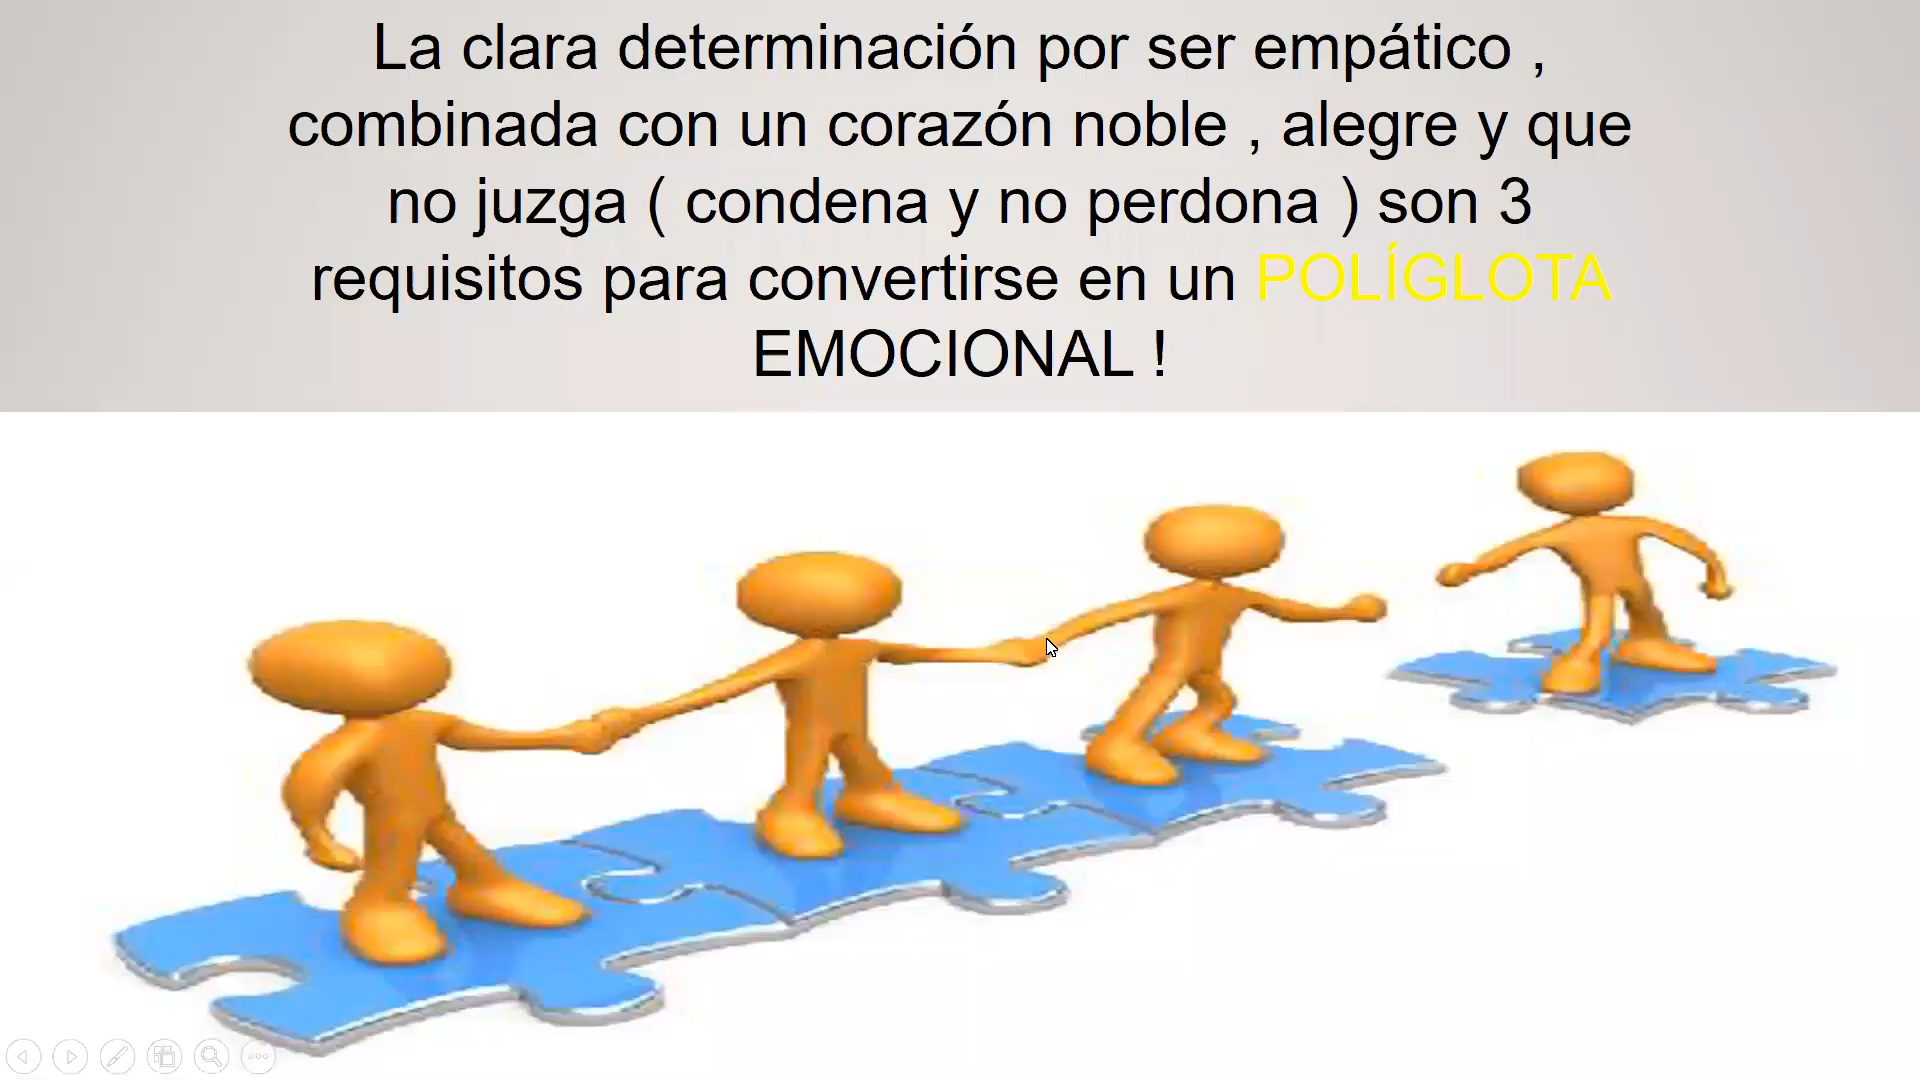 La clara determinación por ser empático ,
combinada con un corazón noble , alegre y que
no juzga ( condena y no perdona ) son 3
requisitos para convertirse en un POLÍGLOTA
EMOCIONAL !